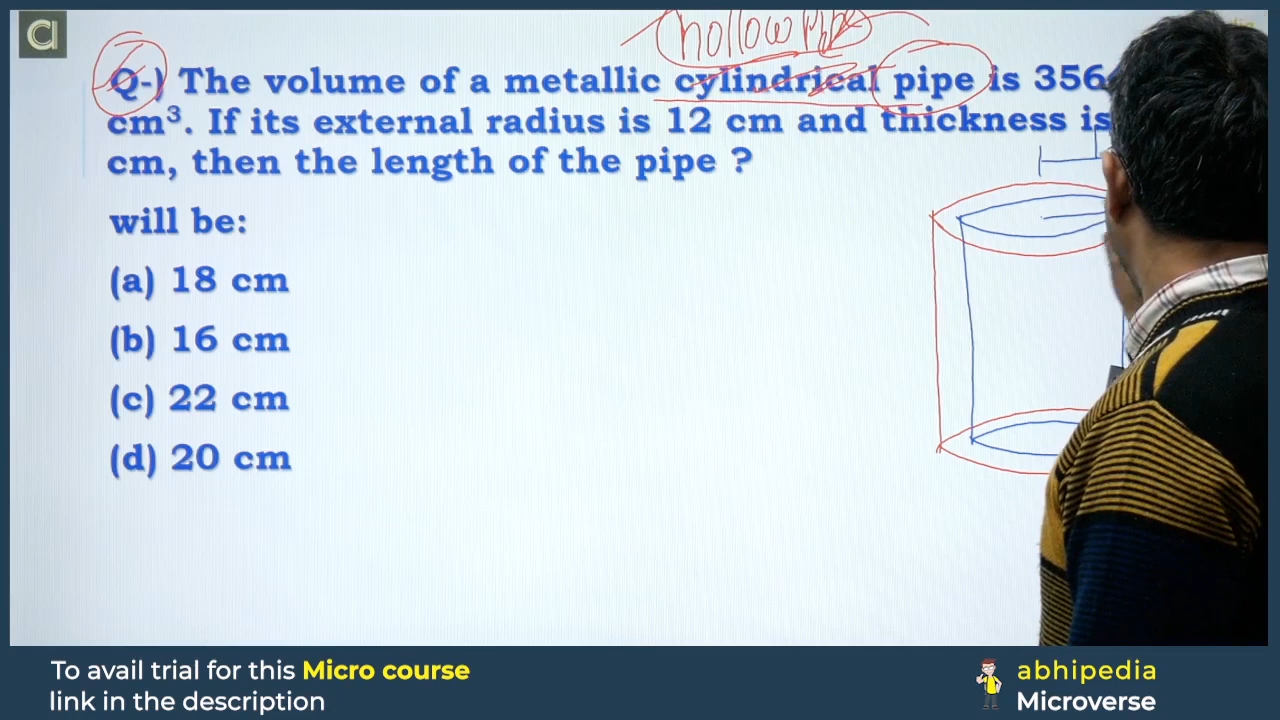 hollow pipe
Q-) The volume of a metallic cylindrical pipe is 356
cm³. If its external radius is 12 cm and thickness is
cm, then the length of the pipe ?
will be:
(a) 18 cm
(b) 16 cm
(c) 22 cm
(d) 20 cm
To avail trial for this Micro course
link in the description
abhipedia
Microverse